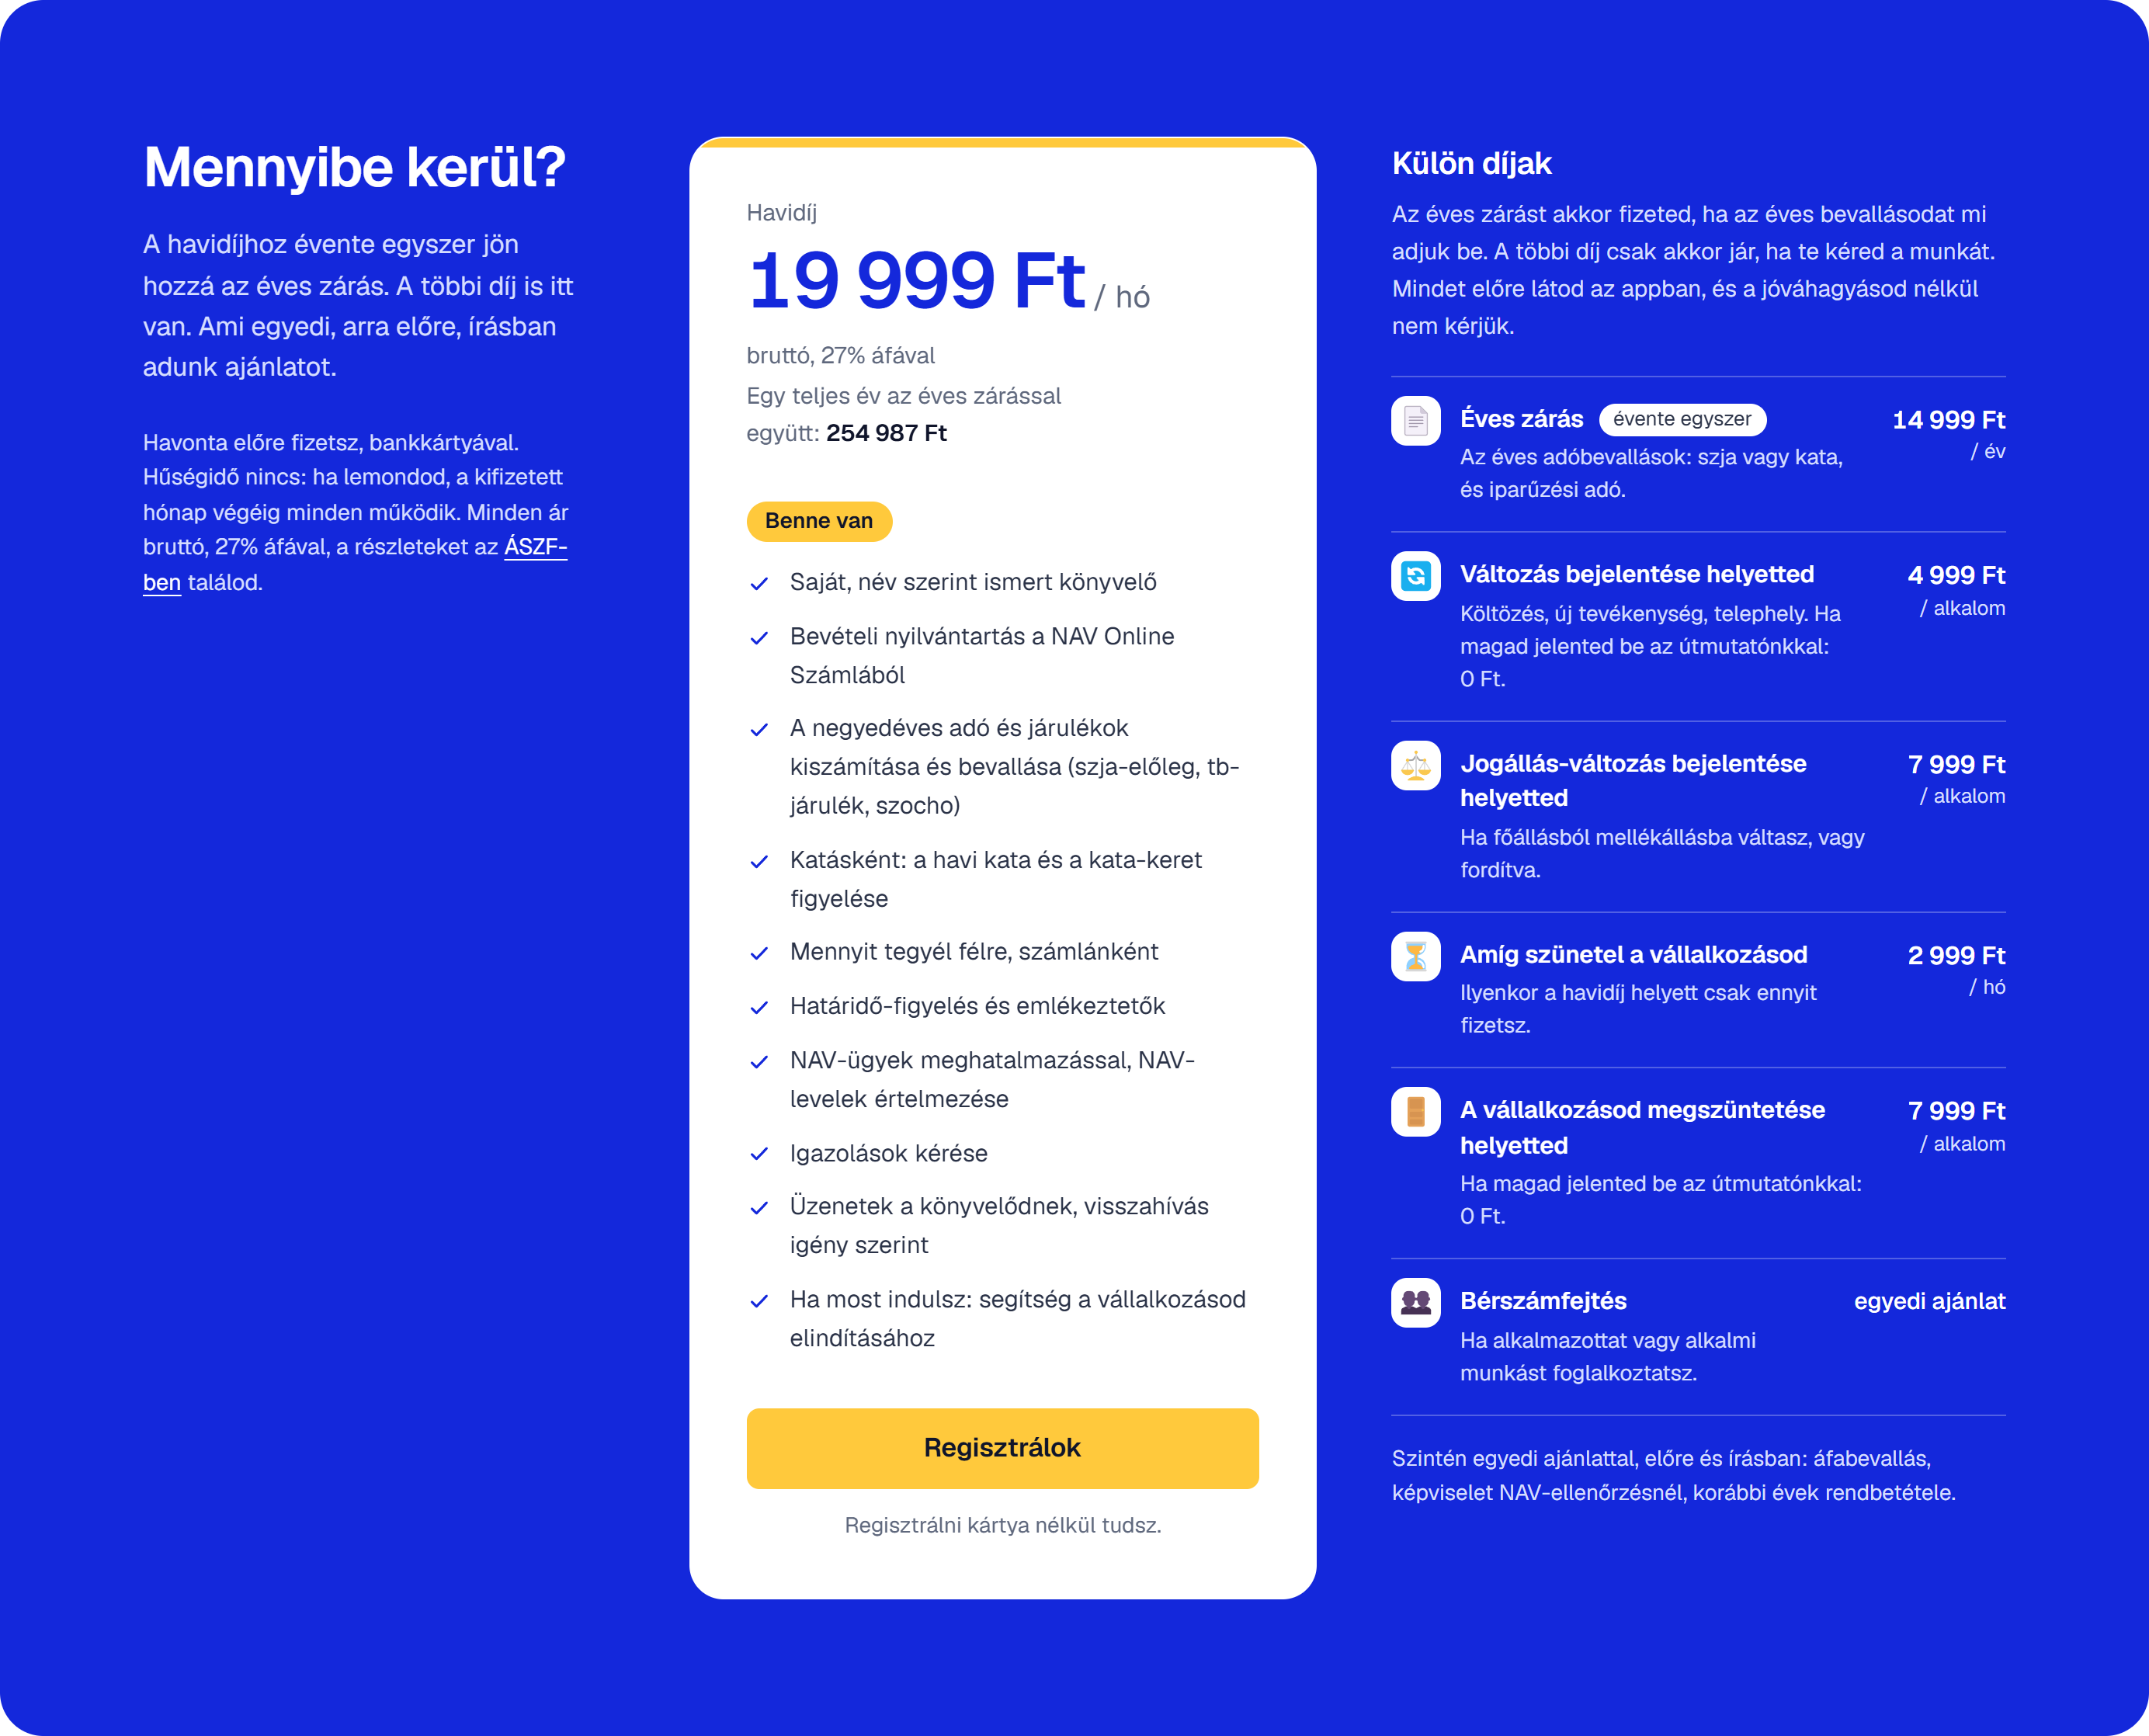 Mennyibe kerül?
A havidíjhoz évente egyszer jön
hozzá az éves zárás. A többi díj is itt
van. Ami egyedi, arra előre, írásban
adunk ajánlatot.
Havonta előre fizetsz, bankkártyával.
Hűségidő nincs: ha lemondod, a kifizetett
hónap végéig minden működik. Minden ár
bruttó, 27% áfával, a részleteket az ÁSZF-
ben találod.
Havidíj
19 999 Ft / hó
bruttó, 27% áfával
Egy teljes év az éves zárással
együtt: 254 987 Ft
Benne van
Saját, név szerint ismert könyvelő
Bevételi nyilvántartás a NAV Online
Számlából
A negyedéves adó és járulékok
kiszámítása és bevallása (szja-előleg, tb-
járulék, szocho)
Katásként: a havi kata és a kata-keret
figyelése
Mennyit tegyél félre, számlánként
Határidő-figyelés és emlékeztetők
NAV-ügyek meghatalmazással, NAV-
levelek értelmezése
Igazolások kérése
Üzenetek a könyvelődnek, visszahívás
igény szerint
Ha most indulsz: segítség a vállalkozásod
elindításához
Regisztrálok
Regisztrálni kártya nélkül tudsz.
Külön díjak
Az éves zárást akkor fizeted, ha az éves bevallásodat mi
adjuk be. A többi díj csak akkor jár, ha te kéred a munkát.
Mindet előre látod az appban, és a jóváhagyásod nélkül
nem kérjük.
Éves zárás évente egyszer 14 999 Ft
/ év
Az éves adóbevallások: szja vagy kata,
és iparűzési adó.
Változás bejelentése helyetted 4 999 Ft
/ alkalom
Költözés, új tevékenység, telephely. Ha
magad jelented be az útmutatónkkal:
0 Ft.
Jogállás-változás bejelentése 7 999 Ft
helyetted / alkalom
Ha főállásból mellékállásba váltasz, vagy
fordítva.
Amíg szünetel a vállalkozásod 2 999 Ft
/ hó
Ilyenkor a havidíj helyett csak ennyit
fizetsz.
A vállalkozásod megszüntetése 7 999 Ft
helyetted / alkalom
Ha magad jelented be az útmutatónkkal:
0 Ft.
Bérszámfejtés egyedi ajánlat
Ha alkalmazottat vagy alkalmi
munkást foglalkoztatsz.
Szintén egyedi ajánlattal, előre és írásban: áfabevallás,
képviselet NAV-ellenőrzésnél, korábbi évek rendbetétele.